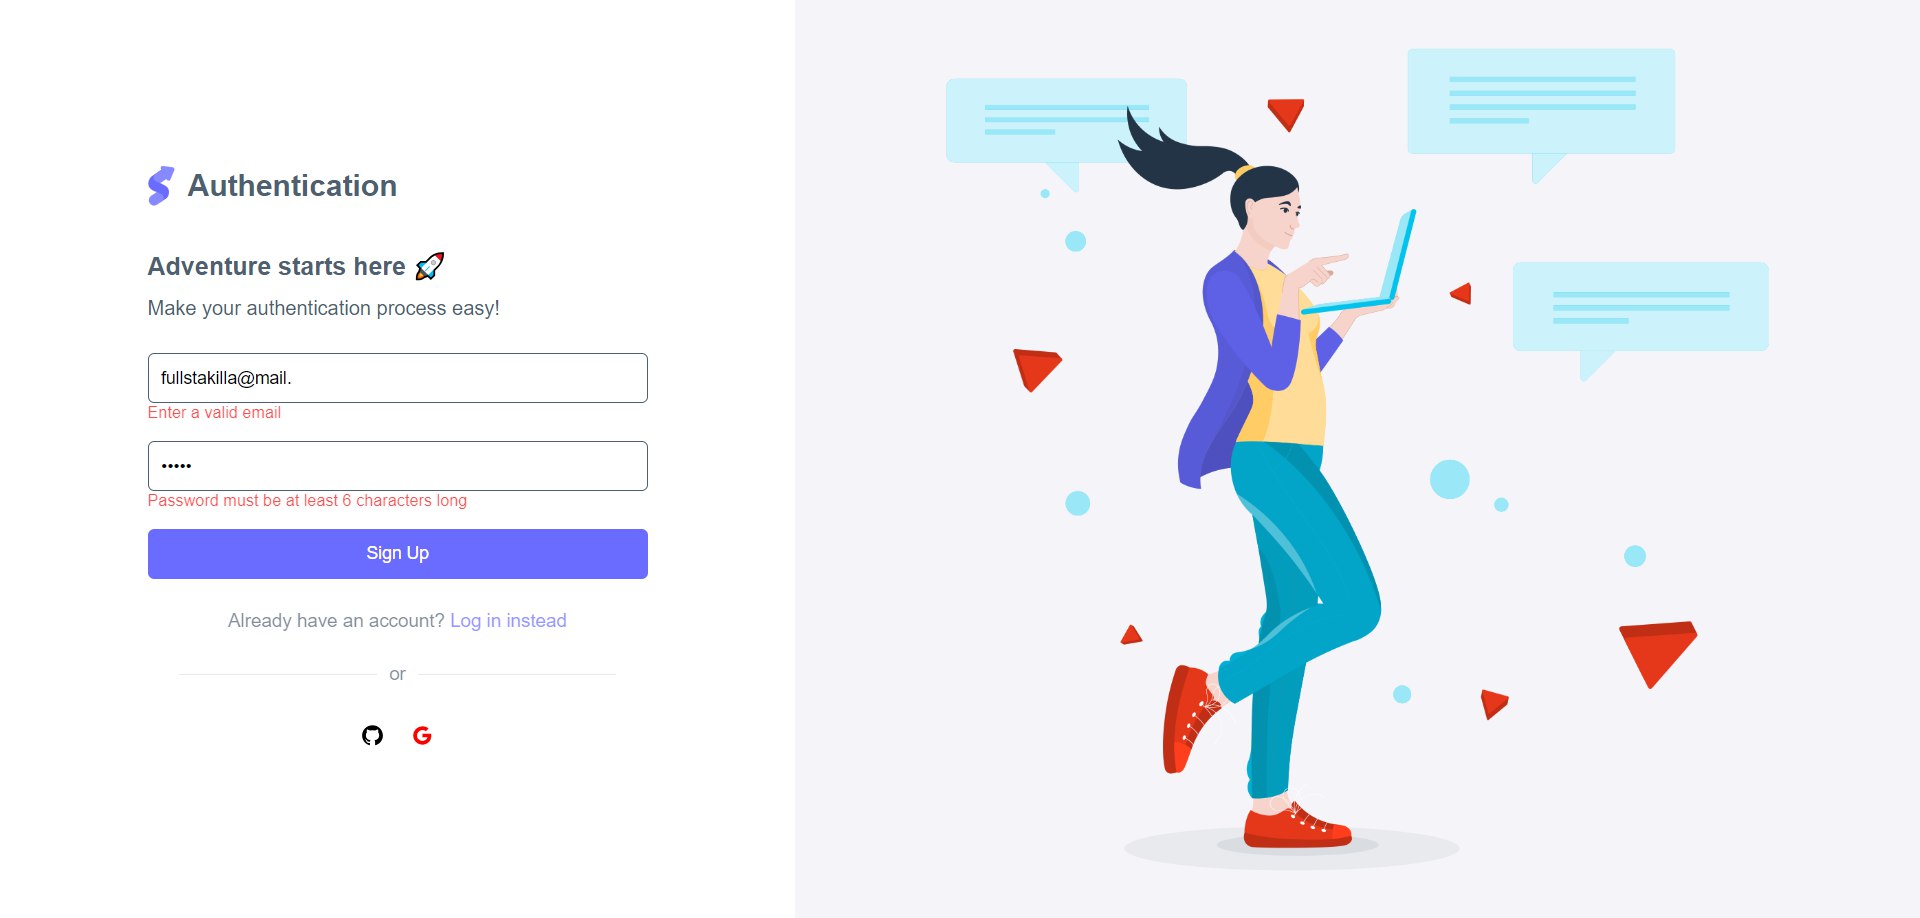 Authentication
Adventure starts here 🚀
Make your authentication process easy!
fullstakilla@mail.
Enter a valid email
•••••
Password must be at least 6 characters long
Sign Up
Already have an account? Log in instead
or